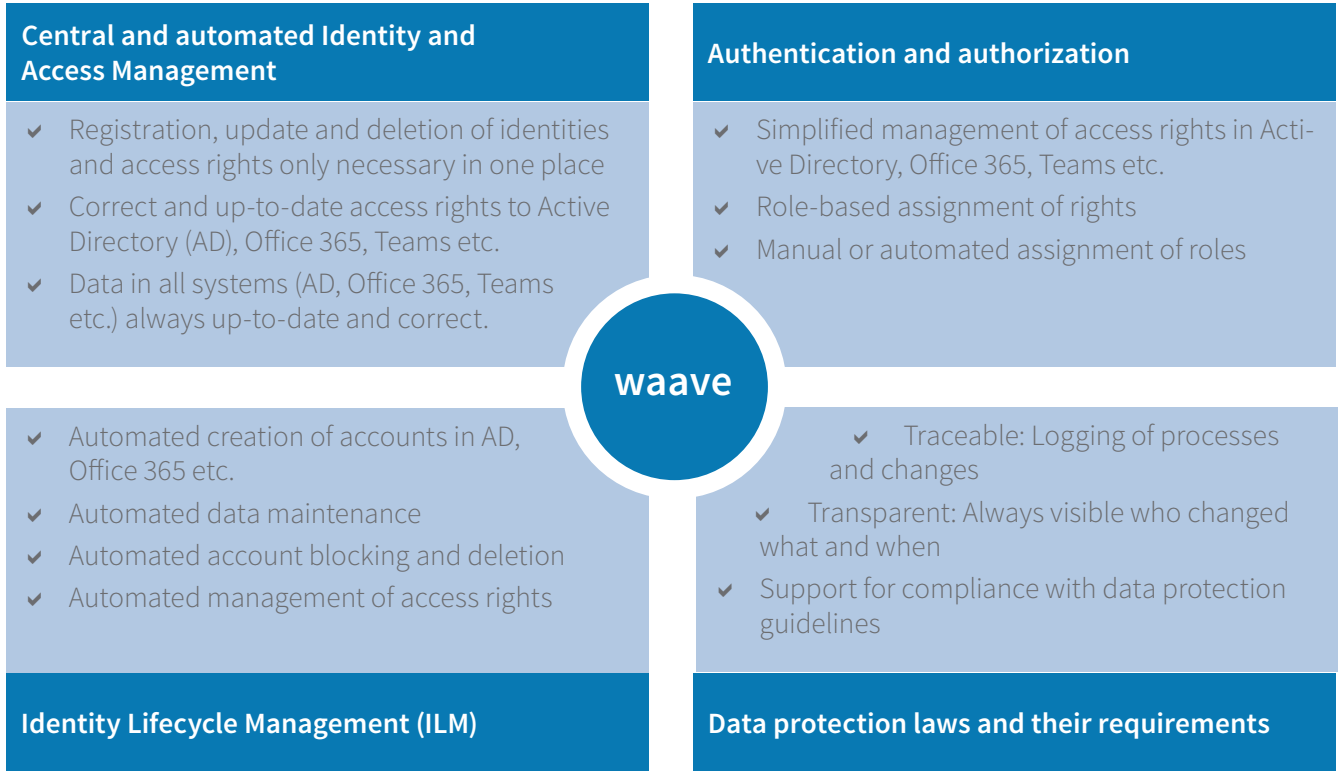 Central and automated Identity and
Access Management
Registration, update and deletion of identities
and access rights only necessary in one place
Correct and up-to-date access rights to Active
Directory (AD), Office 365, Teams etc.
Data in all systems (AD, Office 365, Teams
etc.) always up-to-date and correct.
Authentication and authorization
Simplified management of access rights in Acti-
ve Directory, Office 365, Teams etc.
Role-based assignment of rights
Manual or automated assignment of roles
waave
Automated creation of accounts in AD,
Office 365 etc.
Automated data maintenance
Automated account blocking and deletion
Automated management of access rights
Identity Lifecycle Management (ILM)
Traceable: Logging of processes
and changes
Transparent: Always visible who changed
what and when
Support for compliance with data protection
guidelines
Data protection laws and their requirements